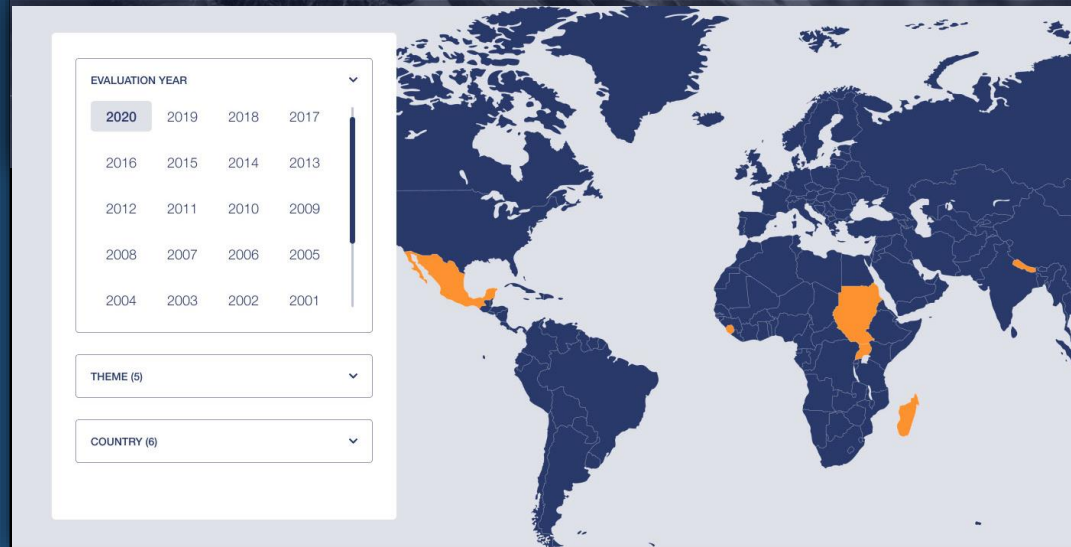 EVALUATION YEAR
2020 2019 2018 2017
2016 2015 2014 2013
2012 2011 2010 2009
2008 2007 2006 2005
2004 2003 2002 2001
THEME (5)
COUNTRY (6)